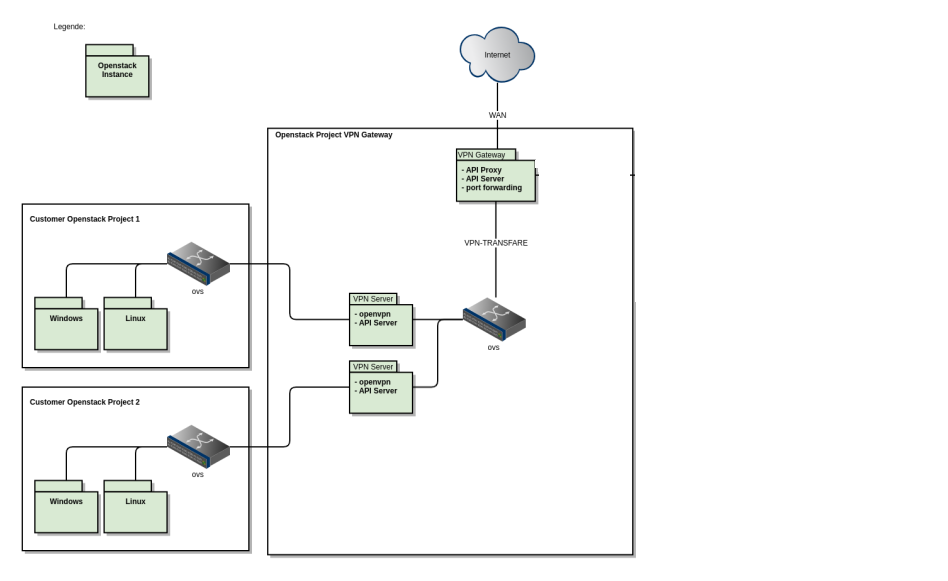 Legende:
Openstack
Instance
Internet
WAN
Openstack Project VPN Gateway
VPN Gateway
- API Proxy
- API Server
- port forwarding
VPN-TRANSFARE
Customer Openstack Project 1
ovs
Windows
Linux
VPN Server
- openvpn
- API Server
ovs
VPN Server
- openvpn
- API Server
Customer Openstack Project 2
ovs
Windows
Linux